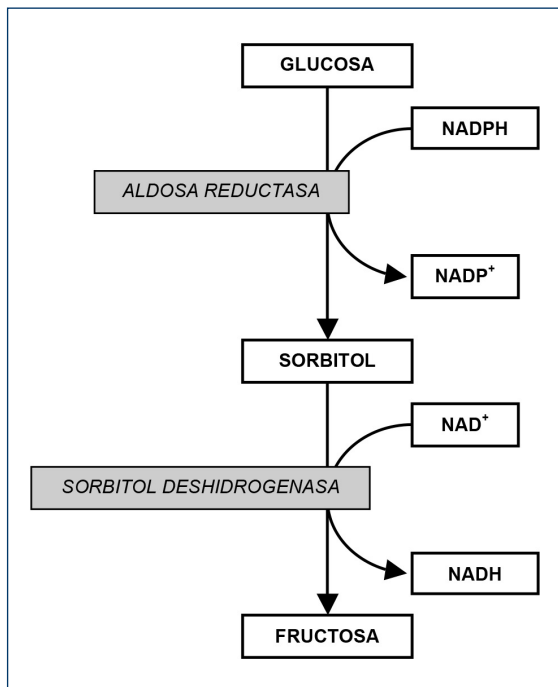 GLUCOSA
NADPH
ALDOSA REDUCTASA
NADP⁺
SORBITOL
NAD⁺
SORBITOL DESHIDROGENASA
NADH
FRUCTOSA